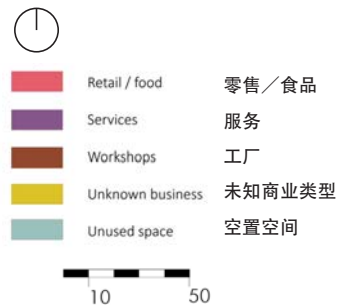 Retail / food 零售／食品
Services 服务
Workshops 工厂
Unknown business 未知商业类型
Unused space 空置空间
10 50